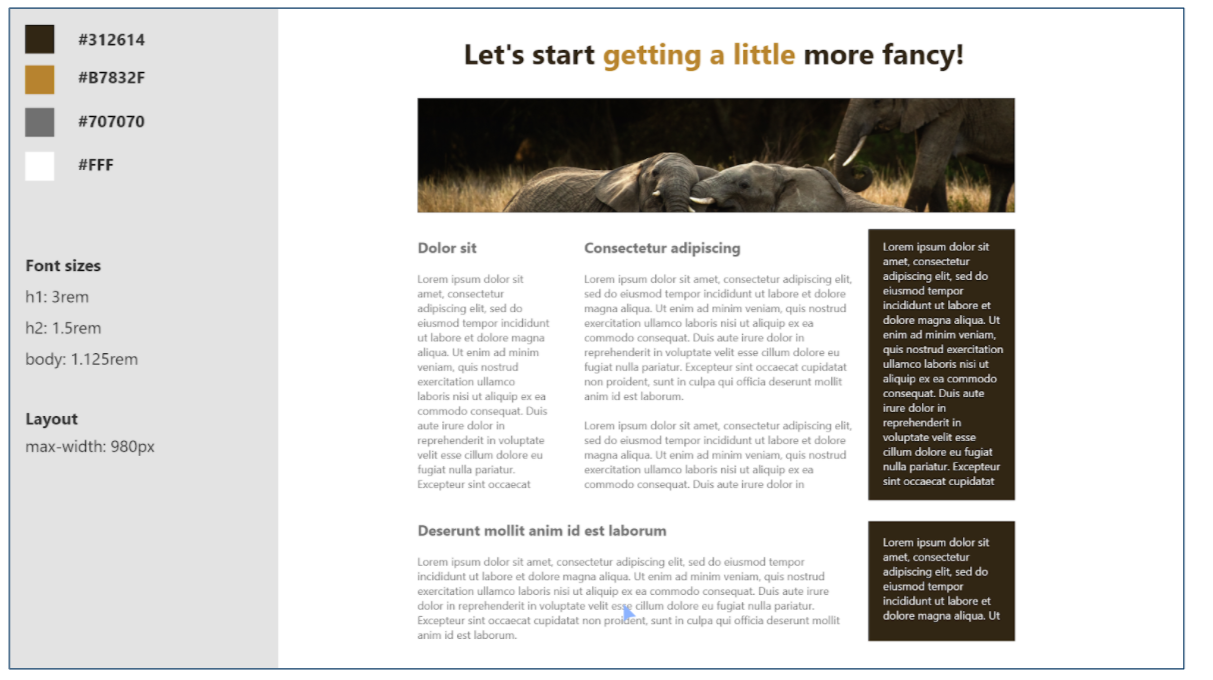 #312614
#B7832F
#707070
#FFF
Font sizes
h1: 3rem
h2: 1.5rem
body: 1.125rem
Layout
max-width: 980px
Let's start getting a little more fancy!
Dolor sit
Lorem ipsum dolor sit
amet, consectetur
adipiscing elit, sed do
eiusmod tempor incididunt
ut labore et dolore magna
aliqua. Ut enim ad minim
veniam, quis nostrud
exercitation ullamco
laboris nisi ut aliquip ex ea
commodo consequat. Duis
aute irure dolor in
reprehenderit in voluptate
velit esse cillum dolore eu
fugiat nulla pariatur.
Excepteur sint occaecat
Consectetur adipiscing
Lorem ipsum dolor sit amet, consectetur adipiscing elit,
sed do eiusmod tempor incididunt ut labore et dolore
magna aliqua. Ut enim ad minim veniam, quis nostrud
exercitation ullamco laboris nisi ut aliquip ex ea
commodo consequat. Duis aute irure dolor in
reprehenderit in voluptate velit esse cillum dolore eu
fugiat nulla pariatur. Excepteur sint occaecat cupidatat
non proident, sunt in culpa qui officia deserunt mollit
anim id est laborum.
Lorem ipsum dolor sit amet, consectetur adipiscing elit,
sed do eiusmod tempor incididunt ut labore et dolore
magna aliqua. Ut enim ad minim veniam, quis nostrud
exercitation ullamco laboris nisi ut aliquip ex ea
commodo consequat. Duis aute irure dolor in
Lorem ipsum dolor sit
amet, consectetur
adipiscing elit, sed do
eiusmod tempor
incididunt ut labore et
dolore magna aliqua. Ut
enim ad minim veniam,
quis nostrud exercitation
ullamco laboris nisi ut
aliquip ex ea commodo
consequat. Duis aute
irure dolor in
reprehenderit in
voluptate velit esse
cillum dolore eu fugiat
nulla pariatur. Excepteur
sint occaecat cupidatat
Deserunt mollit anim id est laborum
Lorem ipsum dolor sit amet, consectetur adipiscing elit, sed do eiusmod tempor
incididunt ut labore et dolore magna aliqua. Ut enim ad minim veniam, quis nostrud
exercitation ullamco laboris nisi ut aliquip ex ea commodo consequat. Duis aute irure
dolor in reprehenderit in voluptate velit esse cillum dolore eu fugiat nulla pariatur.
Excepteur sint occaecat cupidatat non proident, sunt in culpa qui officia deserunt mollit
anim id est laborum.
Lorem ipsum dolor sit
amet, consectetur
adipiscing elit, sed do
eiusmod tempor
incididunt ut labore et
dolore magna aliqua. Ut